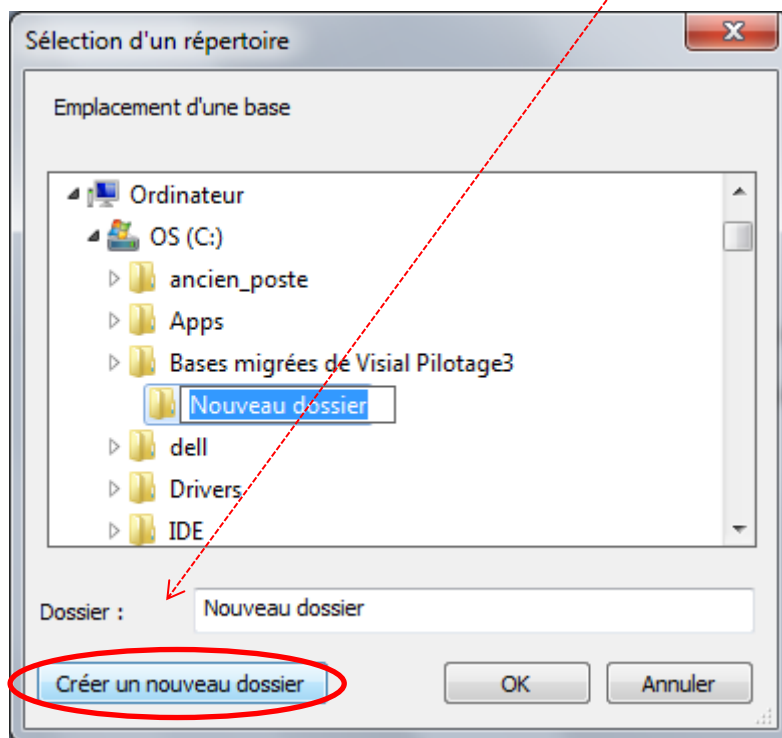 Sélection d'un répertoire
Emplacement d'une base
Ordinateur
OS (C:)
ancien_poste
Apps
Bases migrées de Visial Pilotage3
Nouveau dossier
dell
Drivers
IDE
Dossier : Nouveau dossier
Créer un nouveau dossier OK Annuler